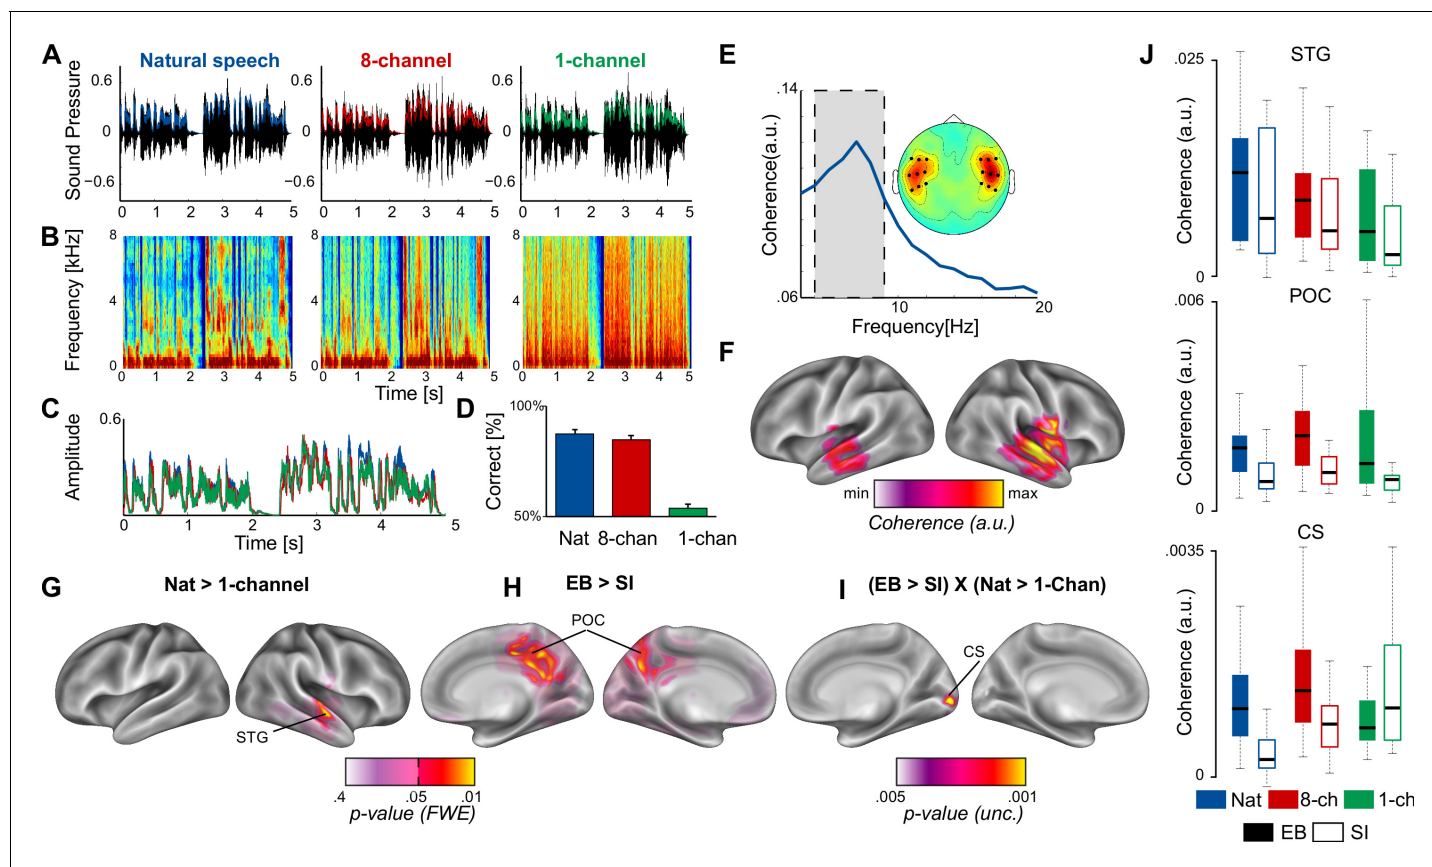 A
Natural speech
8-channel
1-channel
Sound Pressure
0.6
0
−0.6
0.6
0
−0.6
0.6
0
−0.6
0 1 2 3 4 5
0 1 2 3 4 5
0 1 2 3 4 5
B
Frequency [kHz]
8
4
0
8
4
0
8
4
0
0 1 2 3 4 5
0 1 2 3 4 5
0 1 2 3 4 5
Time [s]
C
Amplitude
0.6
0 1 2 3 4 5
Time [s]
D
Correct [%]
100%
50%
Nat 8-chan 1-chan
E
Coherence(a.u.)
.14
.06
10 20
Frequency[Hz]
F
min max
Coherence (a.u.)
G
Nat > 1-channel
STG
.4 .05 .01
p-value (FWE)
H
EB > SI
POC
I
(EB > SI) X (Nat > 1-Chan)
CS
.005 .001
p-value (unc.)
J
STG
.025
Coherence (a.u.)
0
POC
.006
Coherence (a.u.)
0
CS
.0035
Coherence (a.u.)
0
Nat 8-ch 1-ch
EB SI